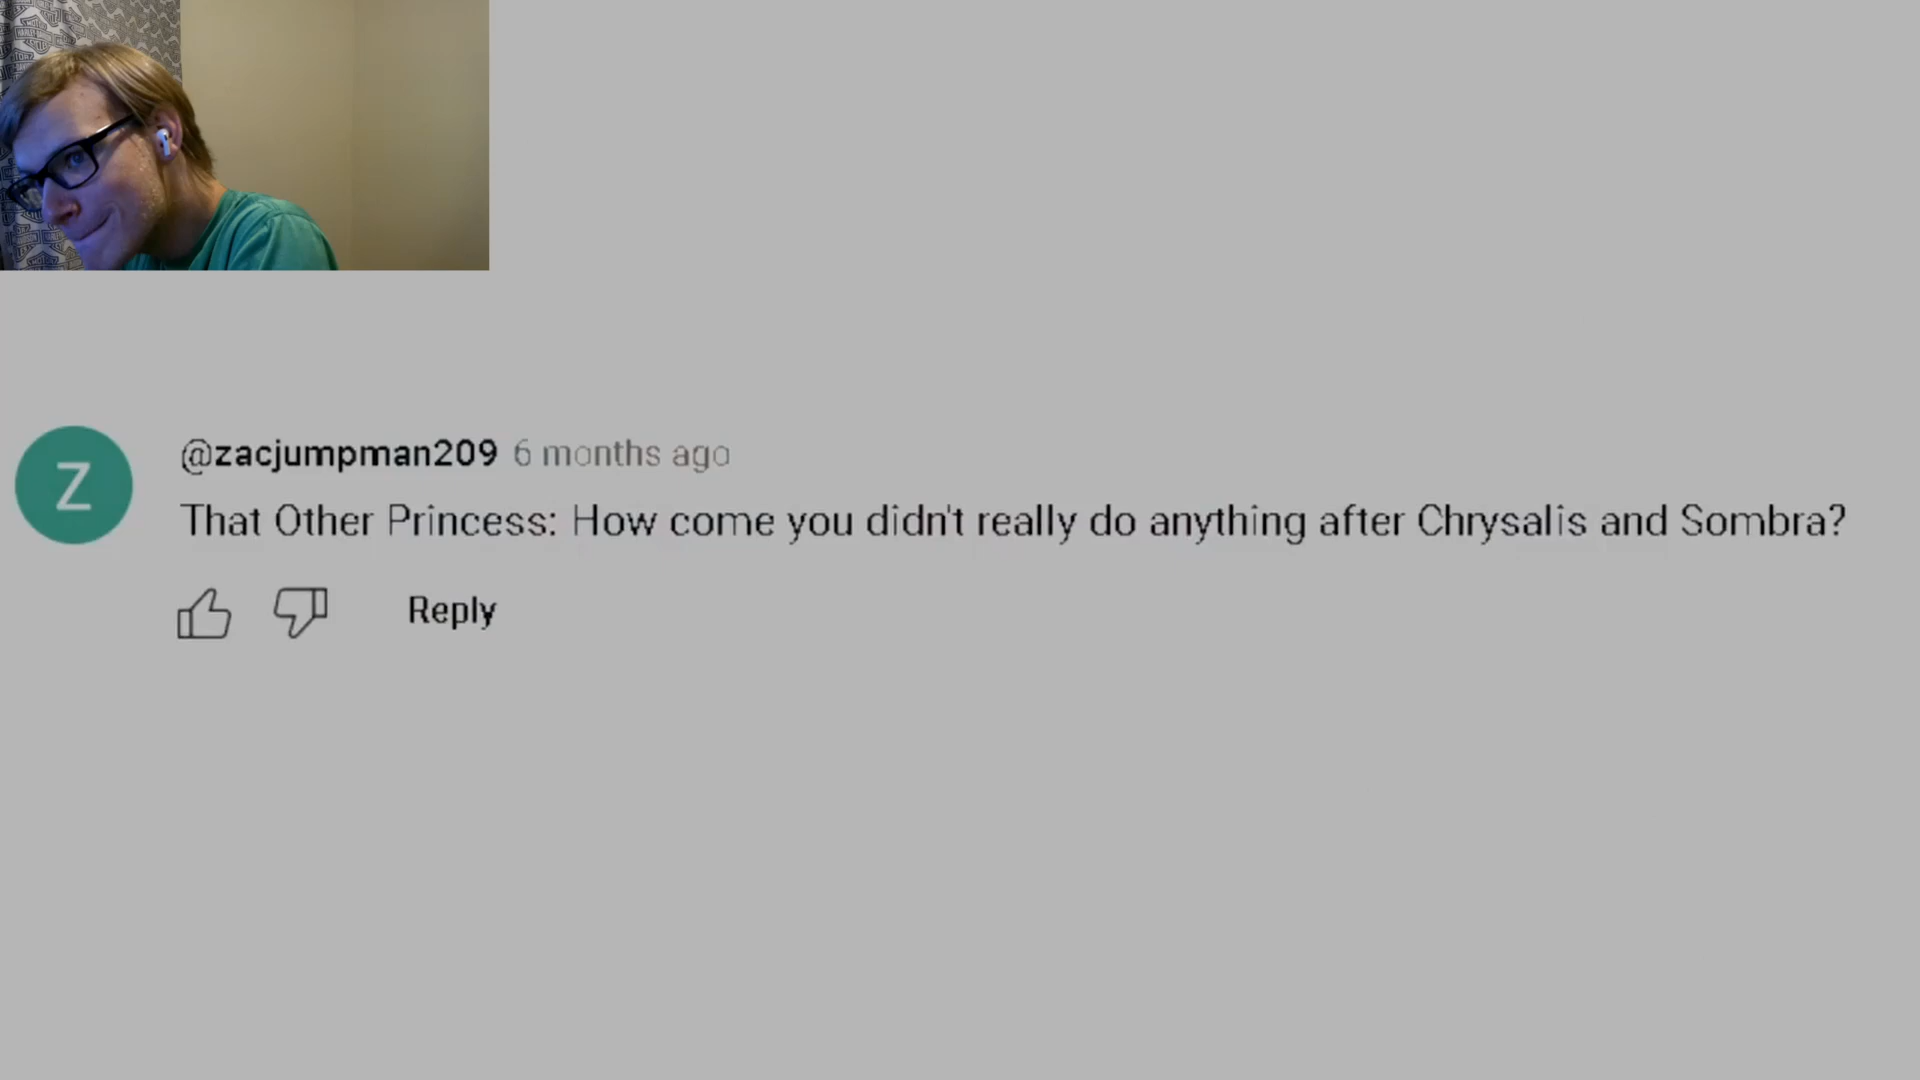 Z
@zacjumpman209 6 months ago
That Other Princess: How come you didn't really do anything after Chrysalis and Sombra?
Reply